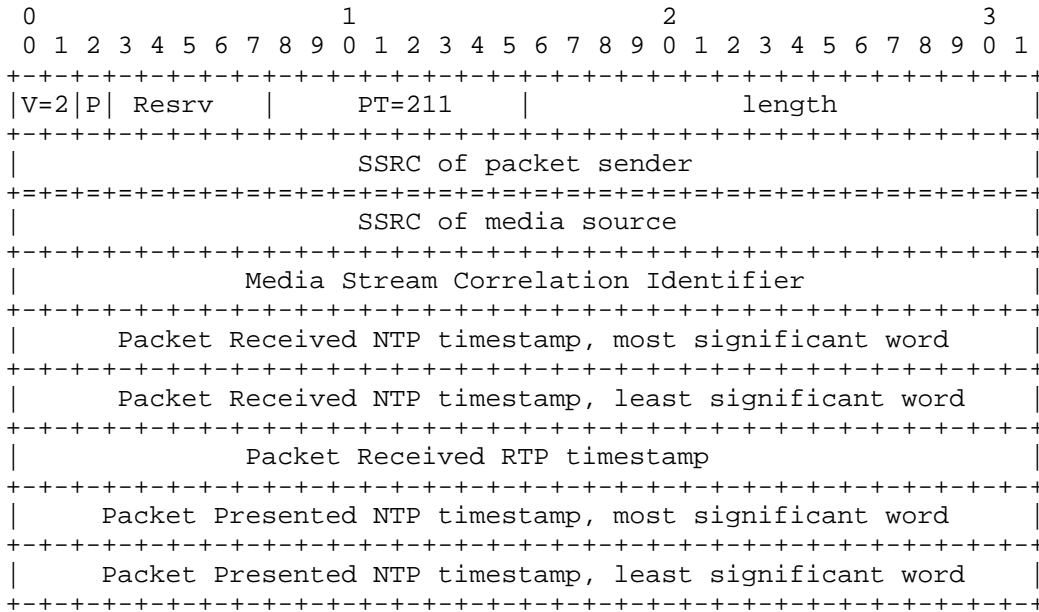 0                   1                   2                   3
 0 1 2 3 4 5 6 7 8 9 0 1 2 3 4 5 6 7 8 9 0 1 2 3 4 5 6 7 8 9 0 1
+-+-+-+-+-+-+-+-+-+-+-+-+-+-+-+-+-+-+-+-+-+-+-+-+-+-+-+-+-+-+-+-+
|V=2|P| Resrv   |     PT=211    |             length            |
+-+-+-+-+-+-+-+-+-+-+-+-+-+-+-+-+-+-+-+-+-+-+-+-+-+-+-+-+-+-+-+-+
|                     SSRC of packet sender                     |
+=+=+=+=+=+=+=+=+=+=+=+=+=+=+=+=+=+=+=+=+=+=+=+=+=+=+=+=+=+=+=+=+
|                     SSRC of media source                      |
+-+-+-+-+-+-+-+-+-+-+-+-+-+-+-+-+-+-+-+-+-+-+-+-+-+-+-+-+-+-+-+-+
|              Media Stream Correlation Identifier              |
+-+-+-+-+-+-+-+-+-+-+-+-+-+-+-+-+-+-+-+-+-+-+-+-+-+-+-+-+-+-+-+-+
|      Packet Received NTP timestamp, most significant word     |
+-+-+-+-+-+-+-+-+-+-+-+-+-+-+-+-+-+-+-+-+-+-+-+-+-+-+-+-+-+-+-+-+
|      Packet Received NTP timestamp, least significant word    |
+-+-+-+-+-+-+-+-+-+-+-+-+-+-+-+-+-+-+-+-+-+-+-+-+-+-+-+-+-+-+-+-+
|              Packet Received RTP timestamp                    |
+-+-+-+-+-+-+-+-+-+-+-+-+-+-+-+-+-+-+-+-+-+-+-+-+-+-+-+-+-+-+-+-+
|     Packet Presented NTP timestamp, most significant word     |
+-+-+-+-+-+-+-+-+-+-+-+-+-+-+-+-+-+-+-+-+-+-+-+-+-+-+-+-+-+-+-+-+
|     Packet Presented NTP timestamp, least significant word    |
+-+-+-+-+-+-+-+-+-+-+-+-+-+-+-+-+-+-+-+-+-+-+-+-+-+-+-+-+-+-+-+-+